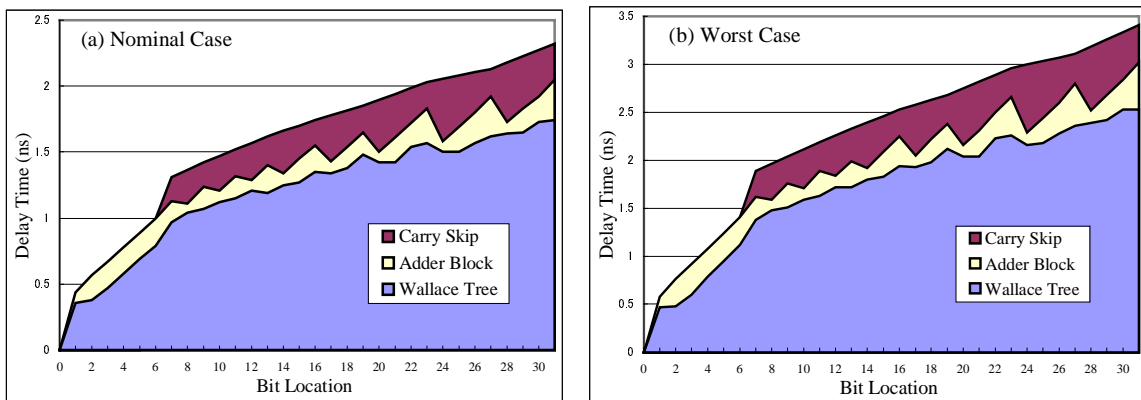 (a) Nominal Case
Delay Time (ns)
2.5
2
1.5
1
0.5
0
Carry Skip
Adder Block
Wallace Tree
0 2 4 6 8 10 12 14 16 18 20 22 24 26 28 30
Bit Location
(b) Worst Case
Delay Time (ns)
3.5
3
2.5
2
1.5
1
0.5
0
Carry Skip
Adder Block
Wallace Tree
0 2 4 6 8 10 12 14 16 18 20 22 24 26 28 30
Bit Location